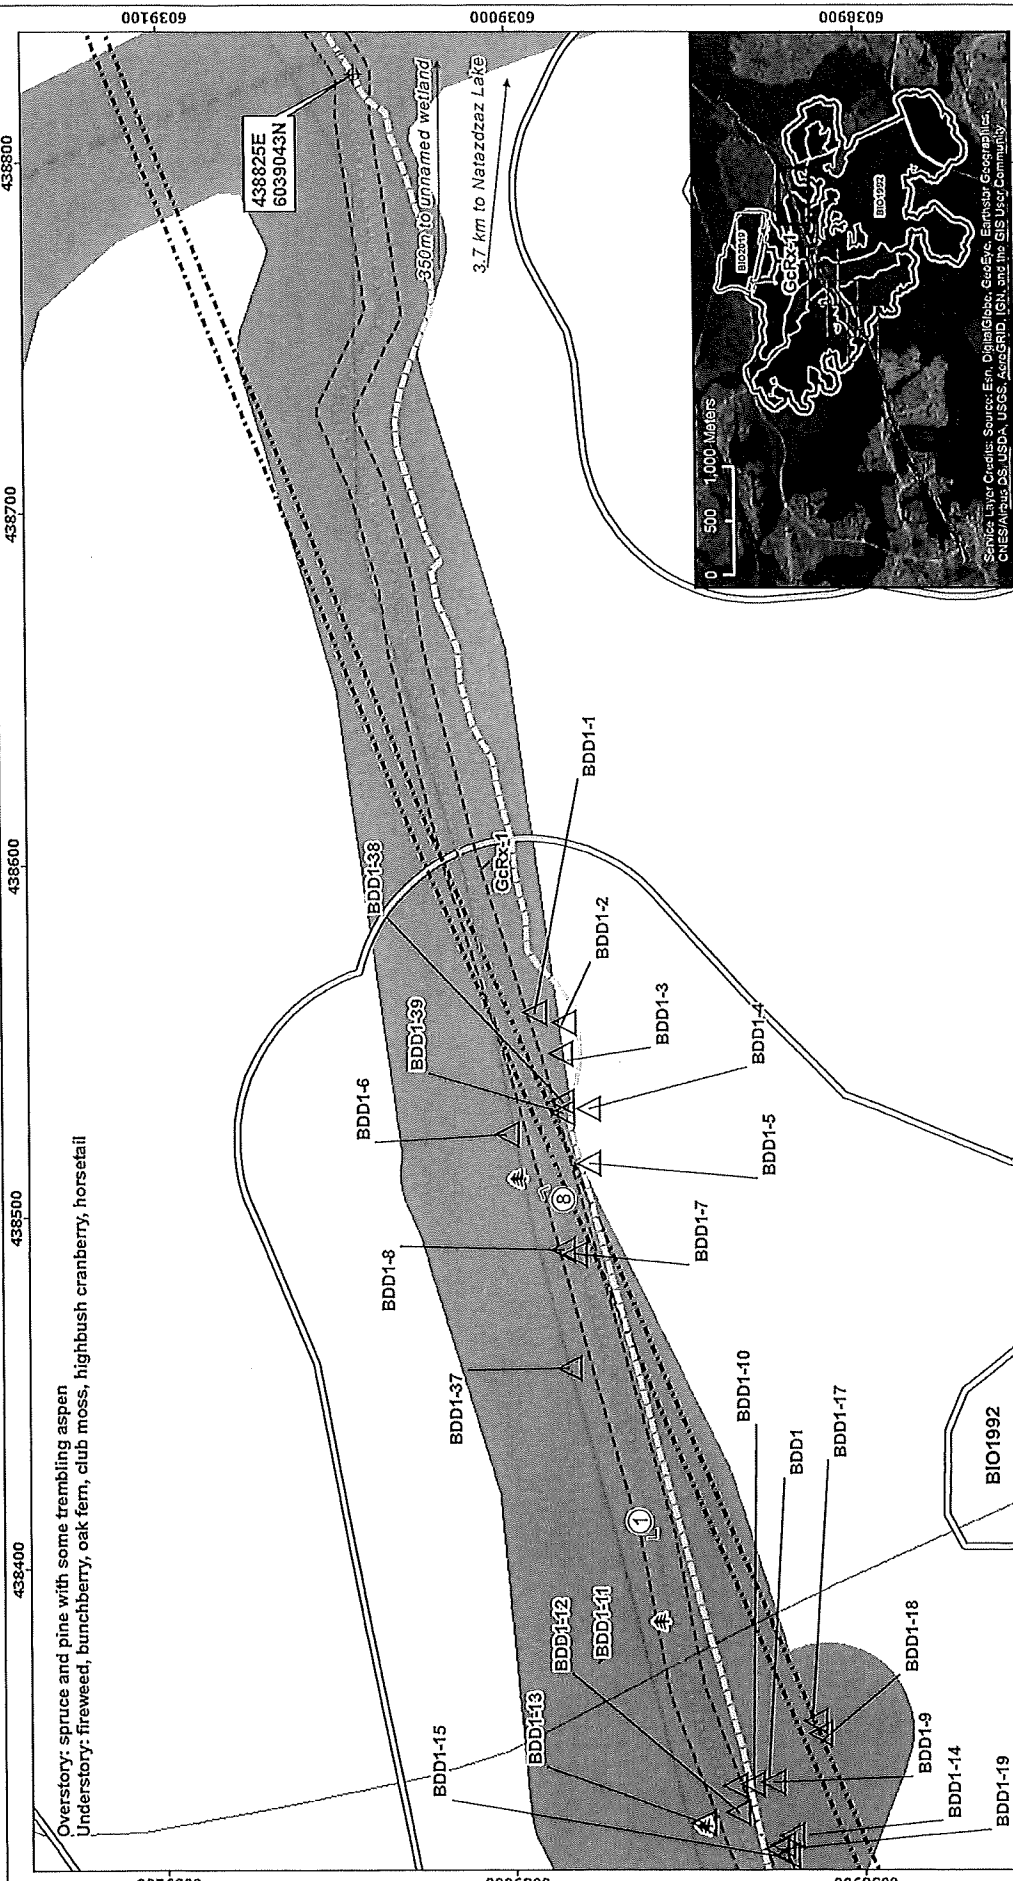 Overstory: spruce and pine with some trembling aspen
Understory: fireweed, bunchberry, oak fern, club moss, highbush cranberry, horsetail
438400
438500
438600
438700
438800
6039100
6039000
6038900
438825E
6039043N
350m to unnamed wetland
3.7 km to Natazdzaz Lake
GcRx-1
BDD1-38
BDD1-39
BDD1-6
BDD1-8
BDD1-37
BDD1-1
BDD1-2
BDD1-3
BDD1-4
BDD1-5
BDD1-7
8
1
BDD1-15
BDD1-13
BDD1-12
BDD1-11
BDD1-10
BDD1
BDD1-17
BDD1-18
BDD1-9
BDD1-14
BDD1-19
BIO1992
0 500 1,000 Meters
BIO2019
GcRx-1
BIO1992
Service Layer Credits: Source: Esri, DigitalGlobe, GeoEye, Earthstar Geographics,
CNES/Airbus DS, USDA, USGS, AeroGRID, IGN, and the GIS User Community